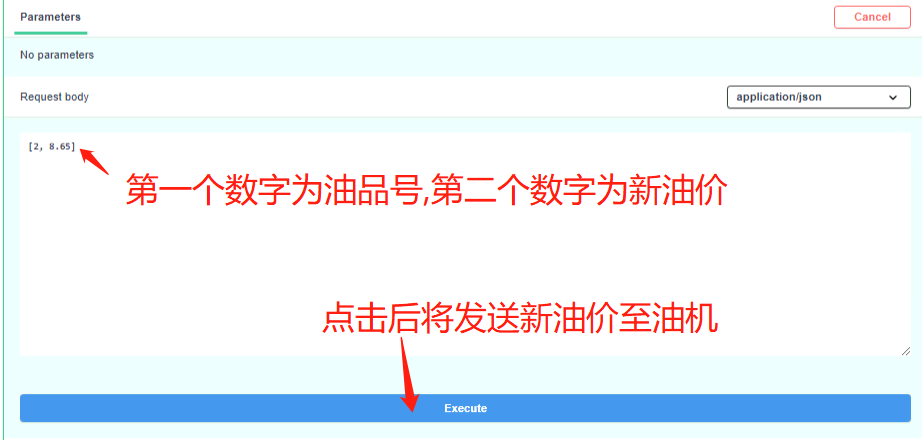 Parameters
Cancel
No parameters
Request body
application/json
[2, 8.65]
第一个数字为油品号,第二个数字为新油价
点击后将发送新油价至油机
Execute